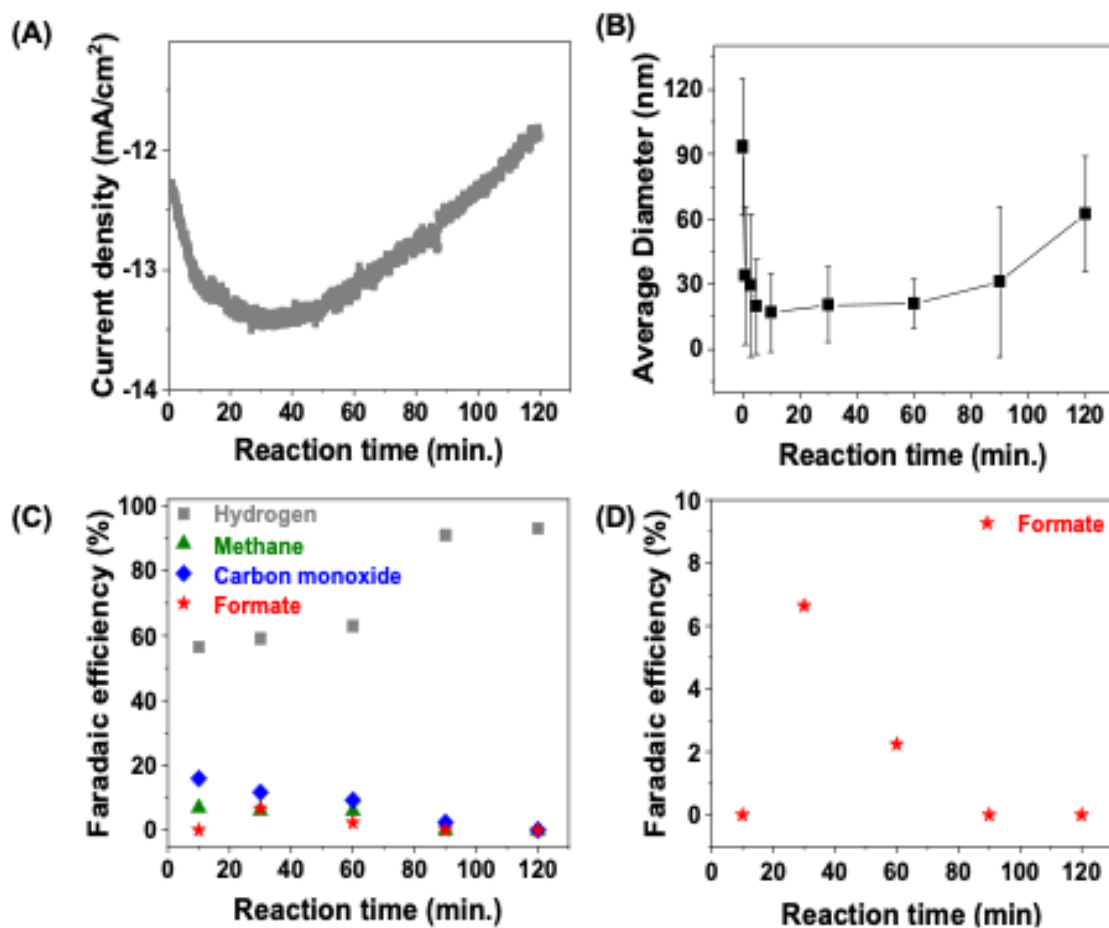 (A)
Current density (mA/cm²)
-12
-13
-14
0 20 40 60 80 100 120
Reaction time (min.)
(B)
Average Diameter (nm)
120
90
60
30
0
0 20 40 60 80 100 120
Reaction time (min.)
(C)
Faradaic efficiency (%)
100
80
60
40
20
0
Hydrogen
Methane
Carbon monoxide
Formate
0 20 40 60 80 100 120
Reaction time (min.)
(D)
Faradaic efficiency (%)
10
8
6
4
2
0
Formate
0 20 40 60 80 100 120
Reaction time (min)